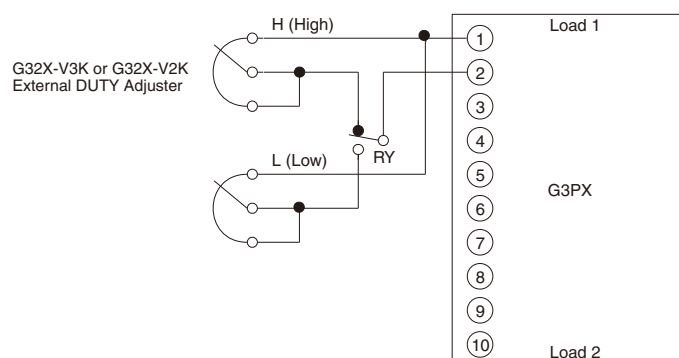 H (High)
Load 1
G32X-V3K or G32X-V2K
External DUTY Adjuster
L (Low)
RY
G3PX
1
2
3
4
5
6
7
8
9
10
Load 2